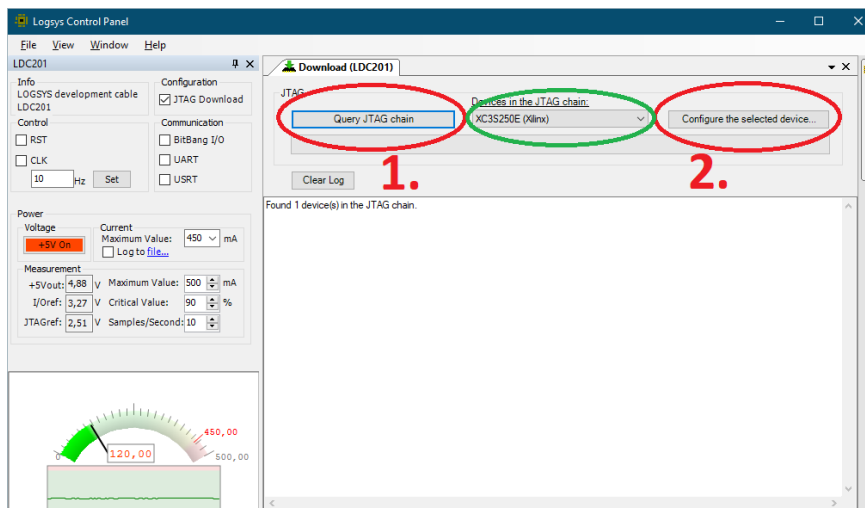 Logsys Control Panel
File View Window Help
LDC201
Info
LOGSYS development cable
LDC201
Configuration
JTAG Download
Control
RST
CLK
10 Hz Set
Communication
BitBang I/O
UART
USRT
Power
Voltage
+5V On
Current
Maximum Value: 450 mA
Log to file...
Measurement
+5Vout: 4,88 V Maximum Value: 500 mA
I/Oref: 3,27 V Critical Value: 90 %
JTAGref: 2,51 V Samples/Second: 10
0
120,00
450,00
500,00
Download (LDC201)
JTAG
Devices in the JTAG chain:
Query JTAG chain
XC3S250E (Xilinx)
Configure the selected device...
1.
2.
Clear Log
Found 1 device(s) in the JTAG chain.